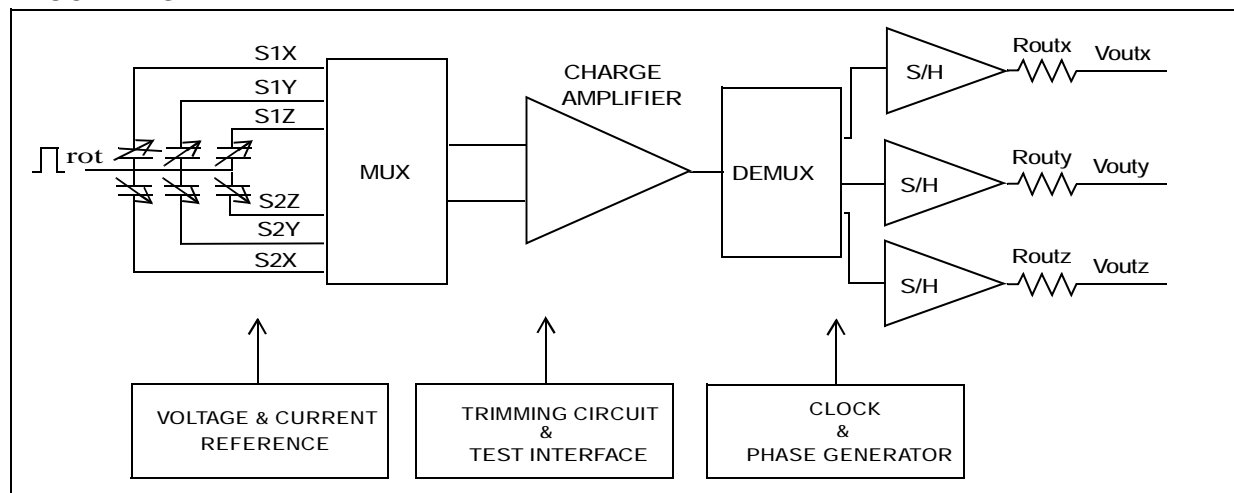 S1X
S1Y
S1Z
rot
S2Z
S2Y
S2X
MUX
CHARGE
AMPLIFIER
DEMUX
S/H
Routx
Voutx
S/H
Routy
Vouty
S/H
Routz
Voutz
VOLTAGE & CURRENT
REFERENCE
TRIMMING CIRCUIT
&
TEST INTERFACE
CLOCK
&
PHASE GENERATOR